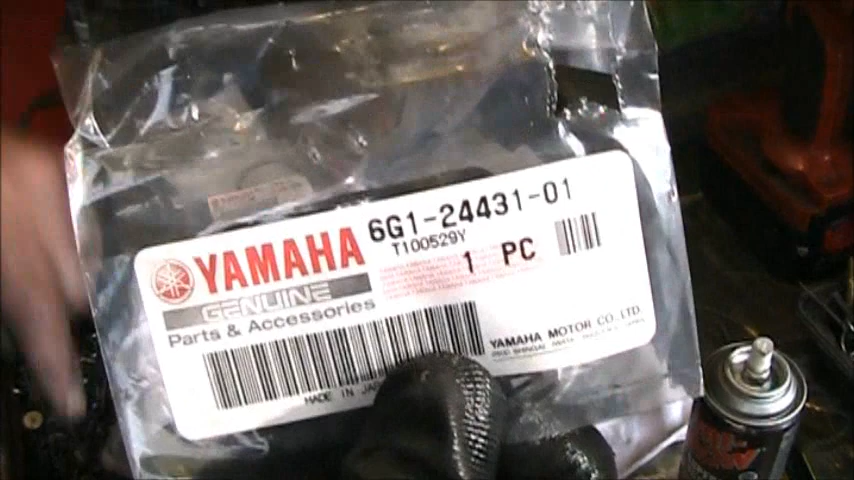 6G1-24431-01
T100529Y
YAMAHA
1 PC
GENUINE
Parts & Accessories
YAMAHA MOTOR CO., LTD.
MADE IN JAPAN